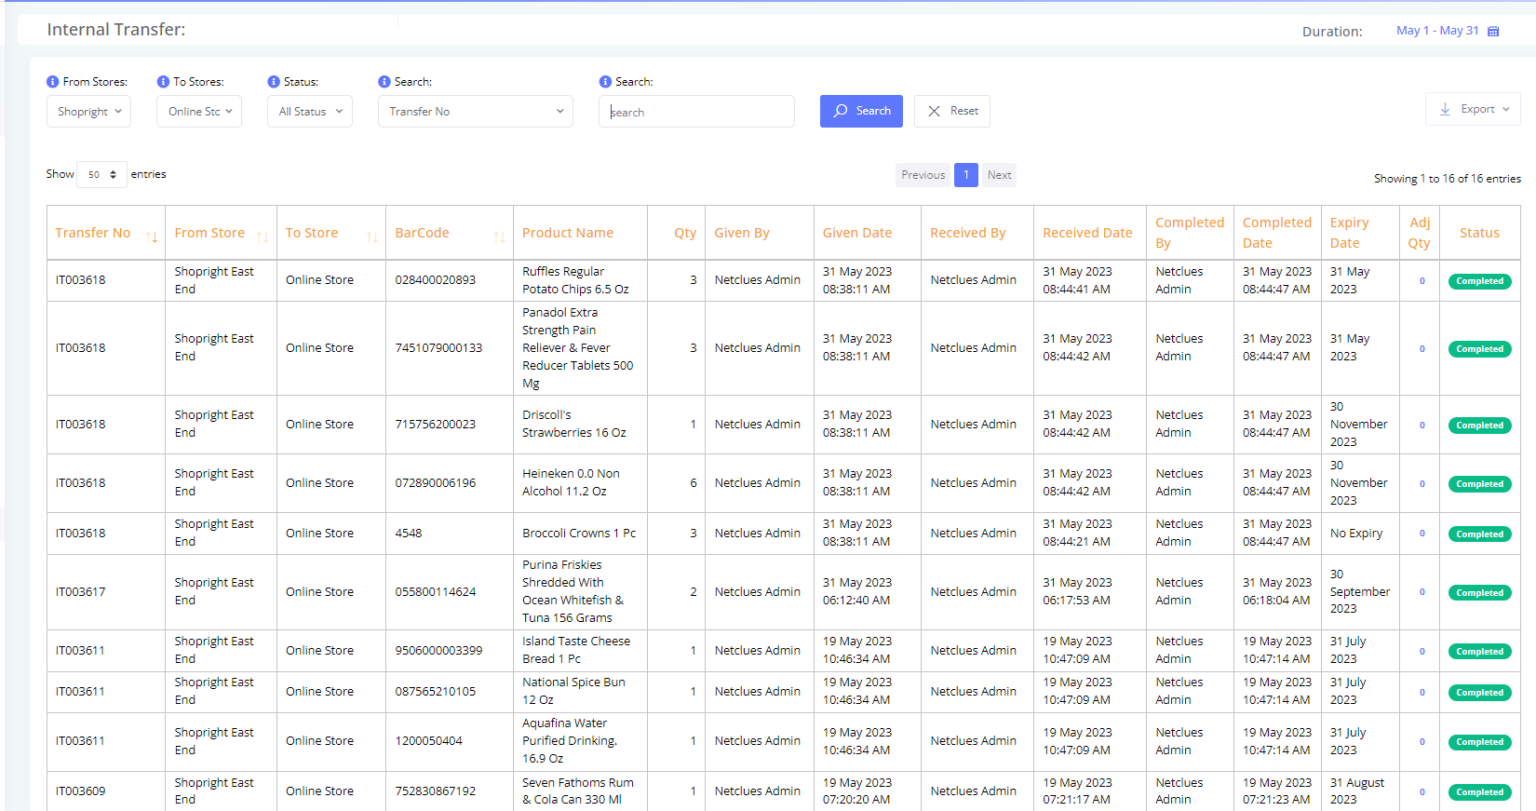 Internal Transfer:
Duration: May 1 - May 31
From Stores: To Stores: Status: Search: Search:
Shopright Online Stc All Status Transfer No search Search Reset Export
Show 50 entries Previous 1 Next
Showing 1 to 16 of 16 entries
Transfer No From Store To Store BarCode Product Name Qty Given By Given Date Received By Received Date Completed By Completed Date Expiry Date Adj Qty Status
IT003618 Shopright East End Online Store 028400020893 Ruffles Regular Potato Chips 6.5 Oz 3 Netclues Admin 31 May 2023 08:38:11 AM Netclues Admin 31 May 2023 08:44:41 AM Netclues Admin 31 May 2023 08:44:47 AM 31 May 2023 0 Completed
IT003618 Shopright East End Online Store 7451079000133 Panadol Extra Strength Pain Reliever & Fever Reducer Tablets 500 Mg 3 Netclues Admin 31 May 2023 08:38:11 AM Netclues Admin 31 May 2023 08:44:42 AM Netclues Admin 31 May 2023 08:44:47 AM 31 May 2023 0 Completed
IT003618 Shopright East End Online Store 715756200023 Driscoll's Strawberries 16 Oz 1 Netclues Admin 31 May 2023 08:38:11 AM Netclues Admin 31 May 2023 08:44:42 AM Netclues Admin 31 May 2023 08:44:47 AM 30 November 2023 0 Completed
IT003618 Shopright East End Online Store 072890006196 Heineken 0.0 Non Alcohol 11.2 Oz 6 Netclues Admin 31 May 2023 08:38:11 AM Netclues Admin 31 May 2023 08:44:42 AM Netclues Admin 31 May 2023 08:44:47 AM 30 November 2023 0 Completed
IT003618 Shopright East End Online Store 4548 Broccoli Crowns 1 Pc 3 Netclues Admin 31 May 2023 08:38:11 AM Netclues Admin 31 May 2023 08:44:21 AM Netclues Admin 31 May 2023 08:44:47 AM No Expiry 0 Completed
IT003617 Shopright East End Online Store 055800114624 Purina Friskies Shredded With Ocean Whitefish & Tuna 156 Grams 2 Netclues Admin 31 May 2023 06:12:40 AM Netclues Admin 31 May 2023 06:17:53 AM Netclues Admin 31 May 2023 06:18:04 AM 30 September 2023 0 Completed
IT003611 Shopright East End Online Store 9506000003399 Island Taste Cheese Bread 1 Pc 1 Netclues Admin 19 May 2023 10:46:34 AM Netclues Admin 19 May 2023 10:47:09 AM Netclues Admin 19 May 2023 10:47:14 AM 31 July 2023 0 Completed
IT003611 Shopright East End Online Store 087565210105 National Spice Bun 12 Oz 1 Netclues Admin 19 May 2023 10:46:34 AM Netclues Admin 19 May 2023 10:47:09 AM Netclues Admin 19 May 2023 10:47:14 AM 31 July 2023 0 Completed
IT003611 Shopright East End Online Store 1200050404 Aquafina Water Purified Drinking. 16.9 Oz 1 Netclues Admin 19 May 2023 10:46:34 AM Netclues Admin 19 May 2023 10:47:09 AM Netclues Admin 19 May 2023 10:47:14 AM 31 July 2023 0 Completed
IT003609 Shopright East End Online Store 752830867192 Seven Fathoms Rum & Cola Can 330 Ml 1 Netclues Admin 19 May 2023 07:20:20 AM Netclues Admin 19 May 2023 07:21:17 AM Netclues Admin 19 May 2023 07:21:23 AM 31 August 2023 0 Completed